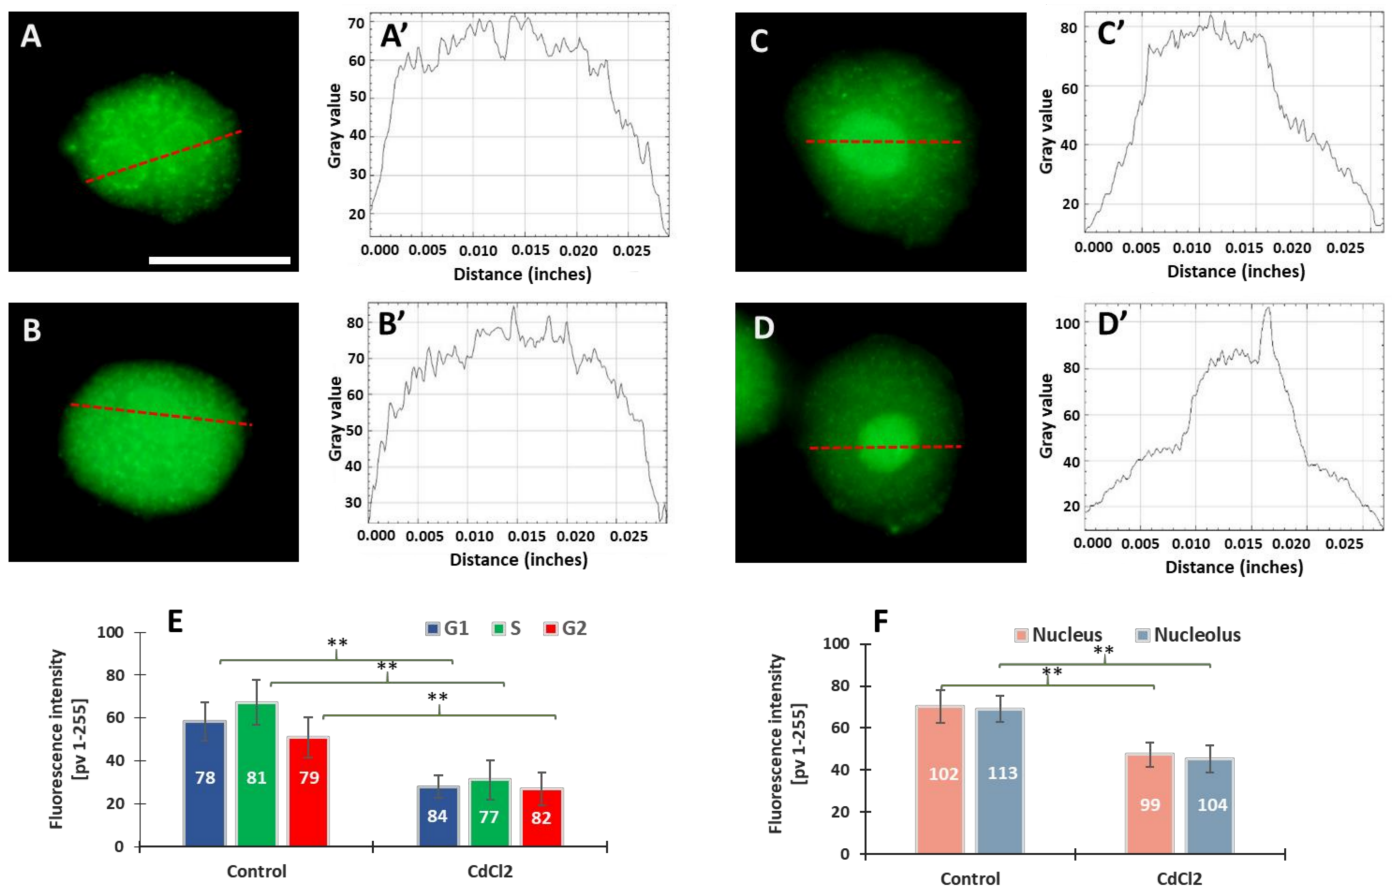 A
A’
70
60
50
40
30
20
Gray value
0.000 0.005 0.010 0.015 0.020 0.025
Distance (inches)
C
C’
80
60
40
20
Gray value
0.000 0.005 0.010 0.015 0.020 0.025
Distance (inches)
B
B’
80
70
60
50
40
30
Gray value
0.000 0.005 0.010 0.015 0.020 0.025
Distance (inches)
D
D’
100
80
60
40
20
Gray value
0.000 0.005 0.010 0.015 0.020 0.025
Distance (inches)
E
G1 S G2
Fluorescence intensity
[pv 1-255]
100
80
60
40
20
0
**
**
**
78 81 79
84 77 82
Control CdCl2
F
Nucleus Nucleolus
Fluorescence intensity
[pv 1-255]
100
80
60
40
20
0
**
**
102 113
99 104
Control CdCl2